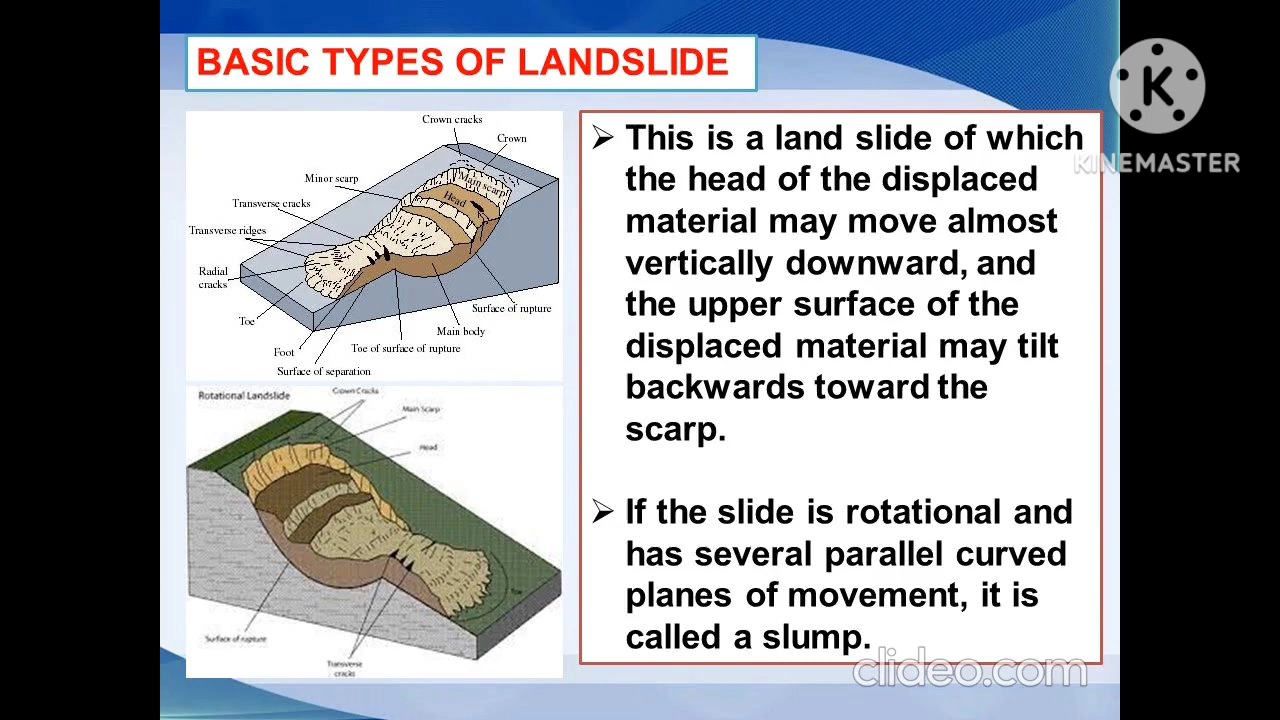 BASIC TYPES OF LANDSLIDE
K
KINEMASTER
Crown cracks
Crown
Minor scarp
Main scarp
Head
Transverse cracks
Transverse ridges
Radial
cracks
Toe
Surface of rupture
Main body
Toe of surface of rupture
Foot
Surface of separation
Rotational Landslide
Crown Cracks
Main Scarp
Head
Surface of rupture
Transverse
cracks
➢ This is a land slide of which
the head of the displaced
material may move almost
vertically downward, and
the upper surface of the
displaced material may tilt
backwards toward the
scarp.
➢ If the slide is rotational and
has several parallel curved
planes of movement, it is
called a slump.
clideo.com